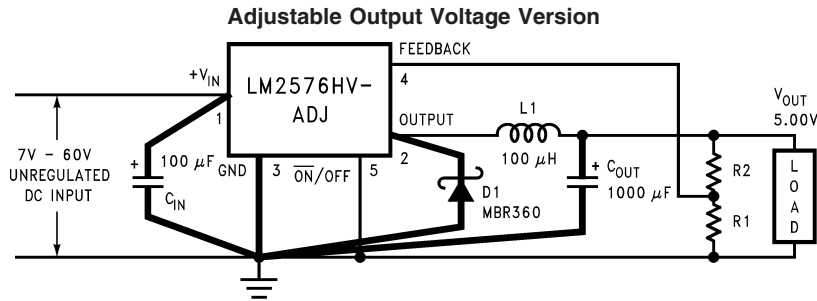 Adjustable Output Voltage Version
FEEDBACK
+VIN
LM2576HV-
ADJ
4
1
OUTPUT
2
L1
100 μH
VOUT
5.00V
7V - 60V
UNREGULATED
DC INPUT
+
100 μF
CIN
GND
3
ON/OFF
5
D1
MBR360
+
COUT
1000 μF
R2
R1
LOAD